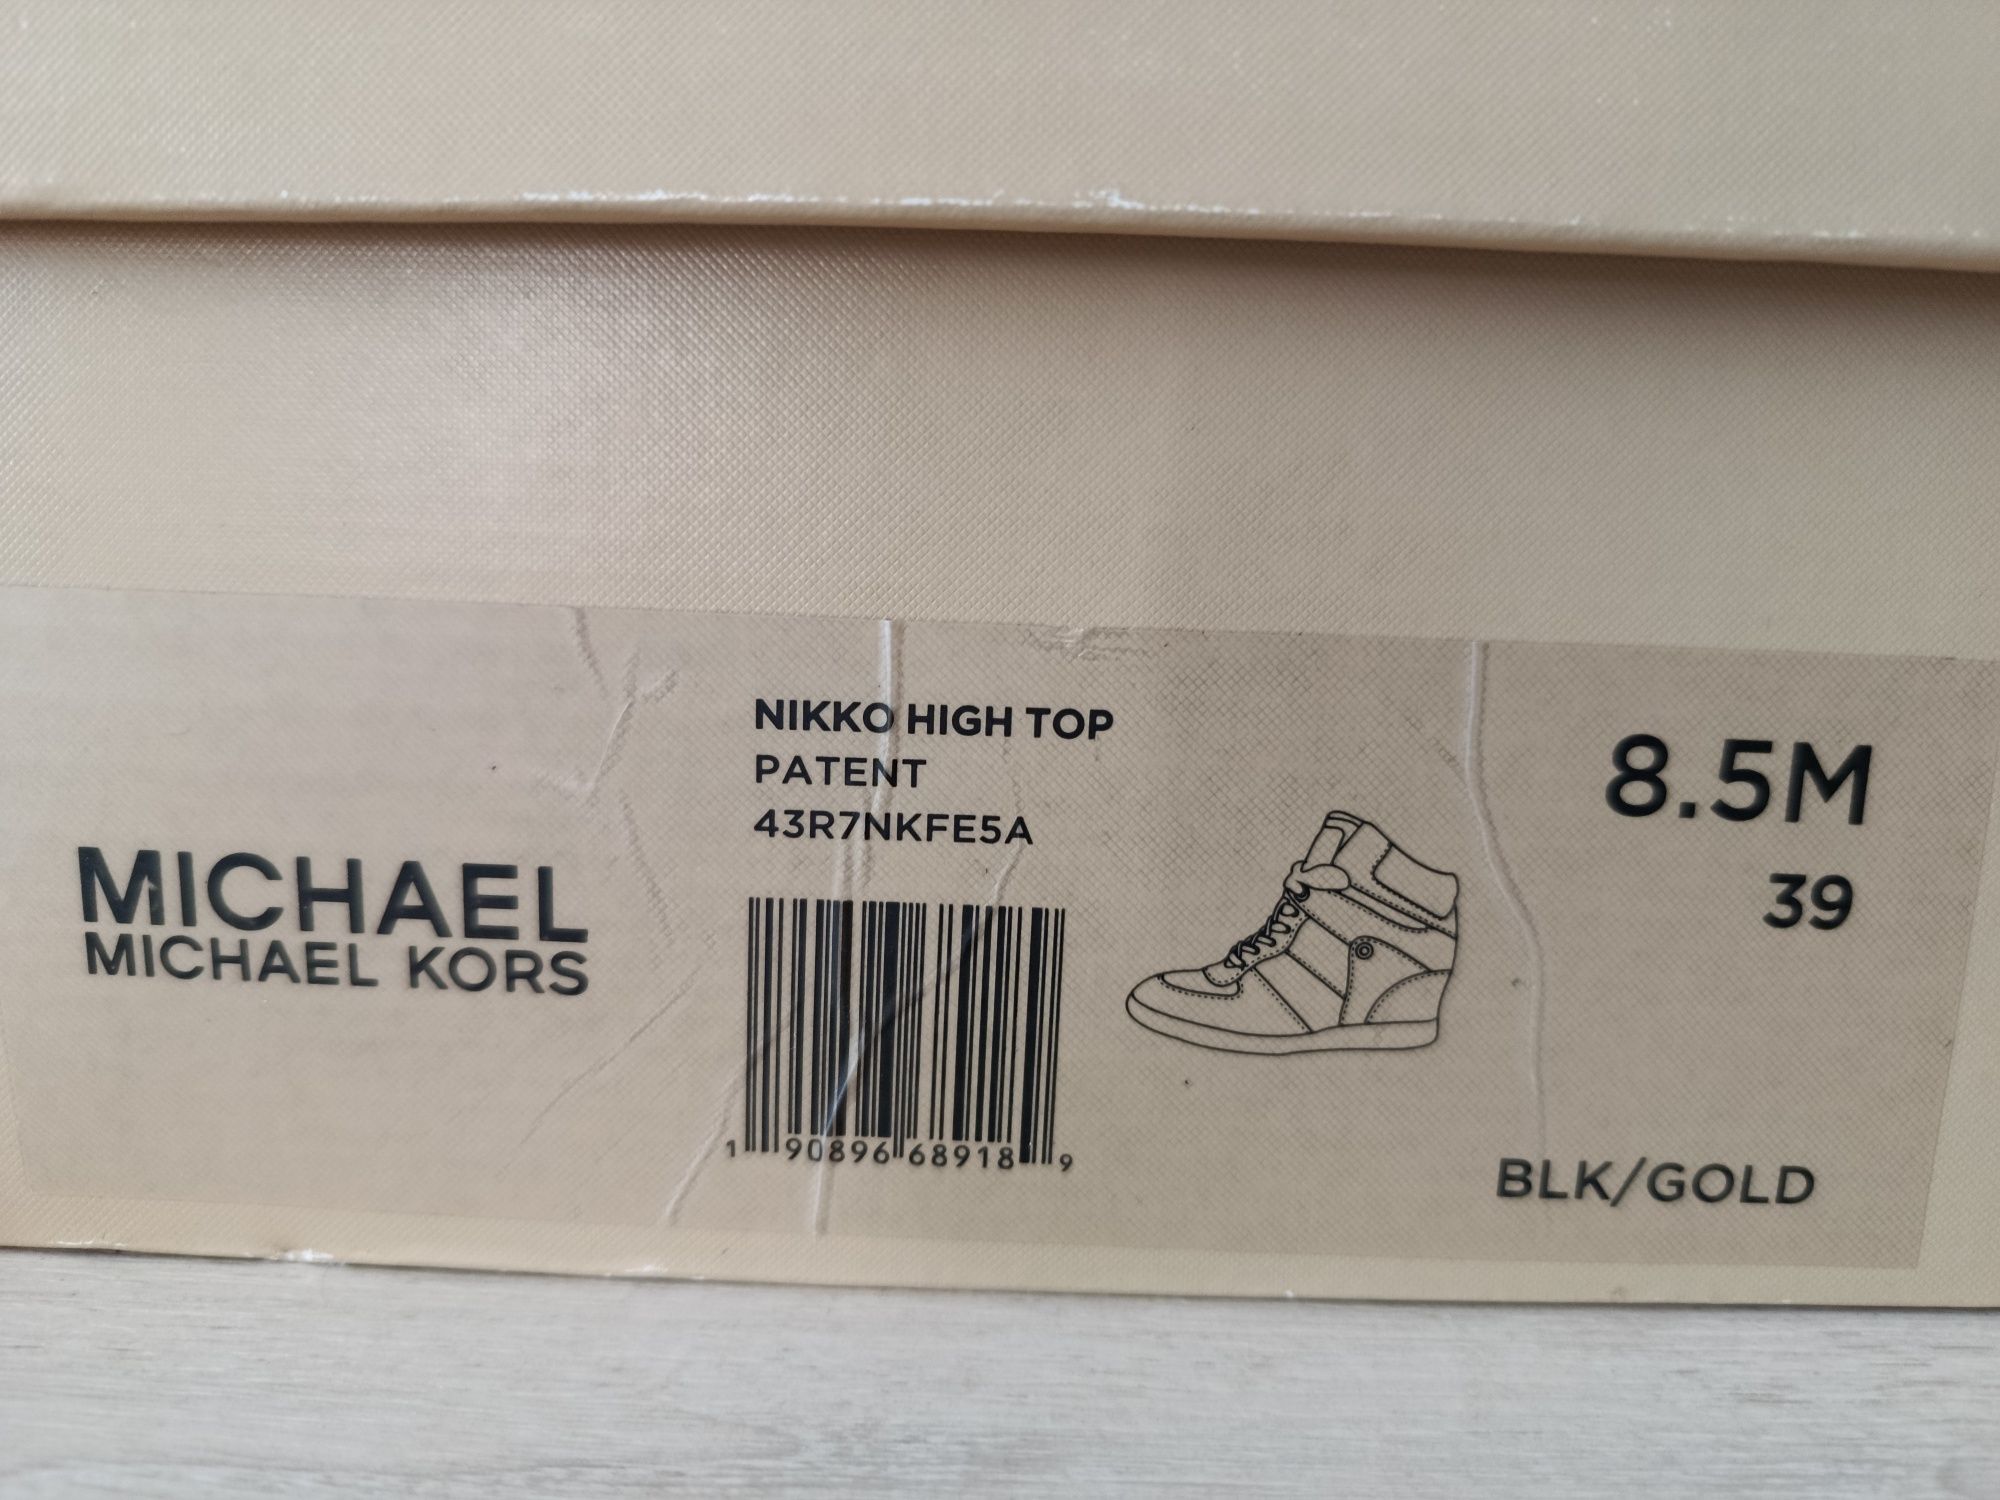 MICHAEL
MICHAEL KORS
NIKKO HIGH TOP
PATENT
43R7NKFE5A
1 90896 68918 9
8.5M
39
BLK/GOLD